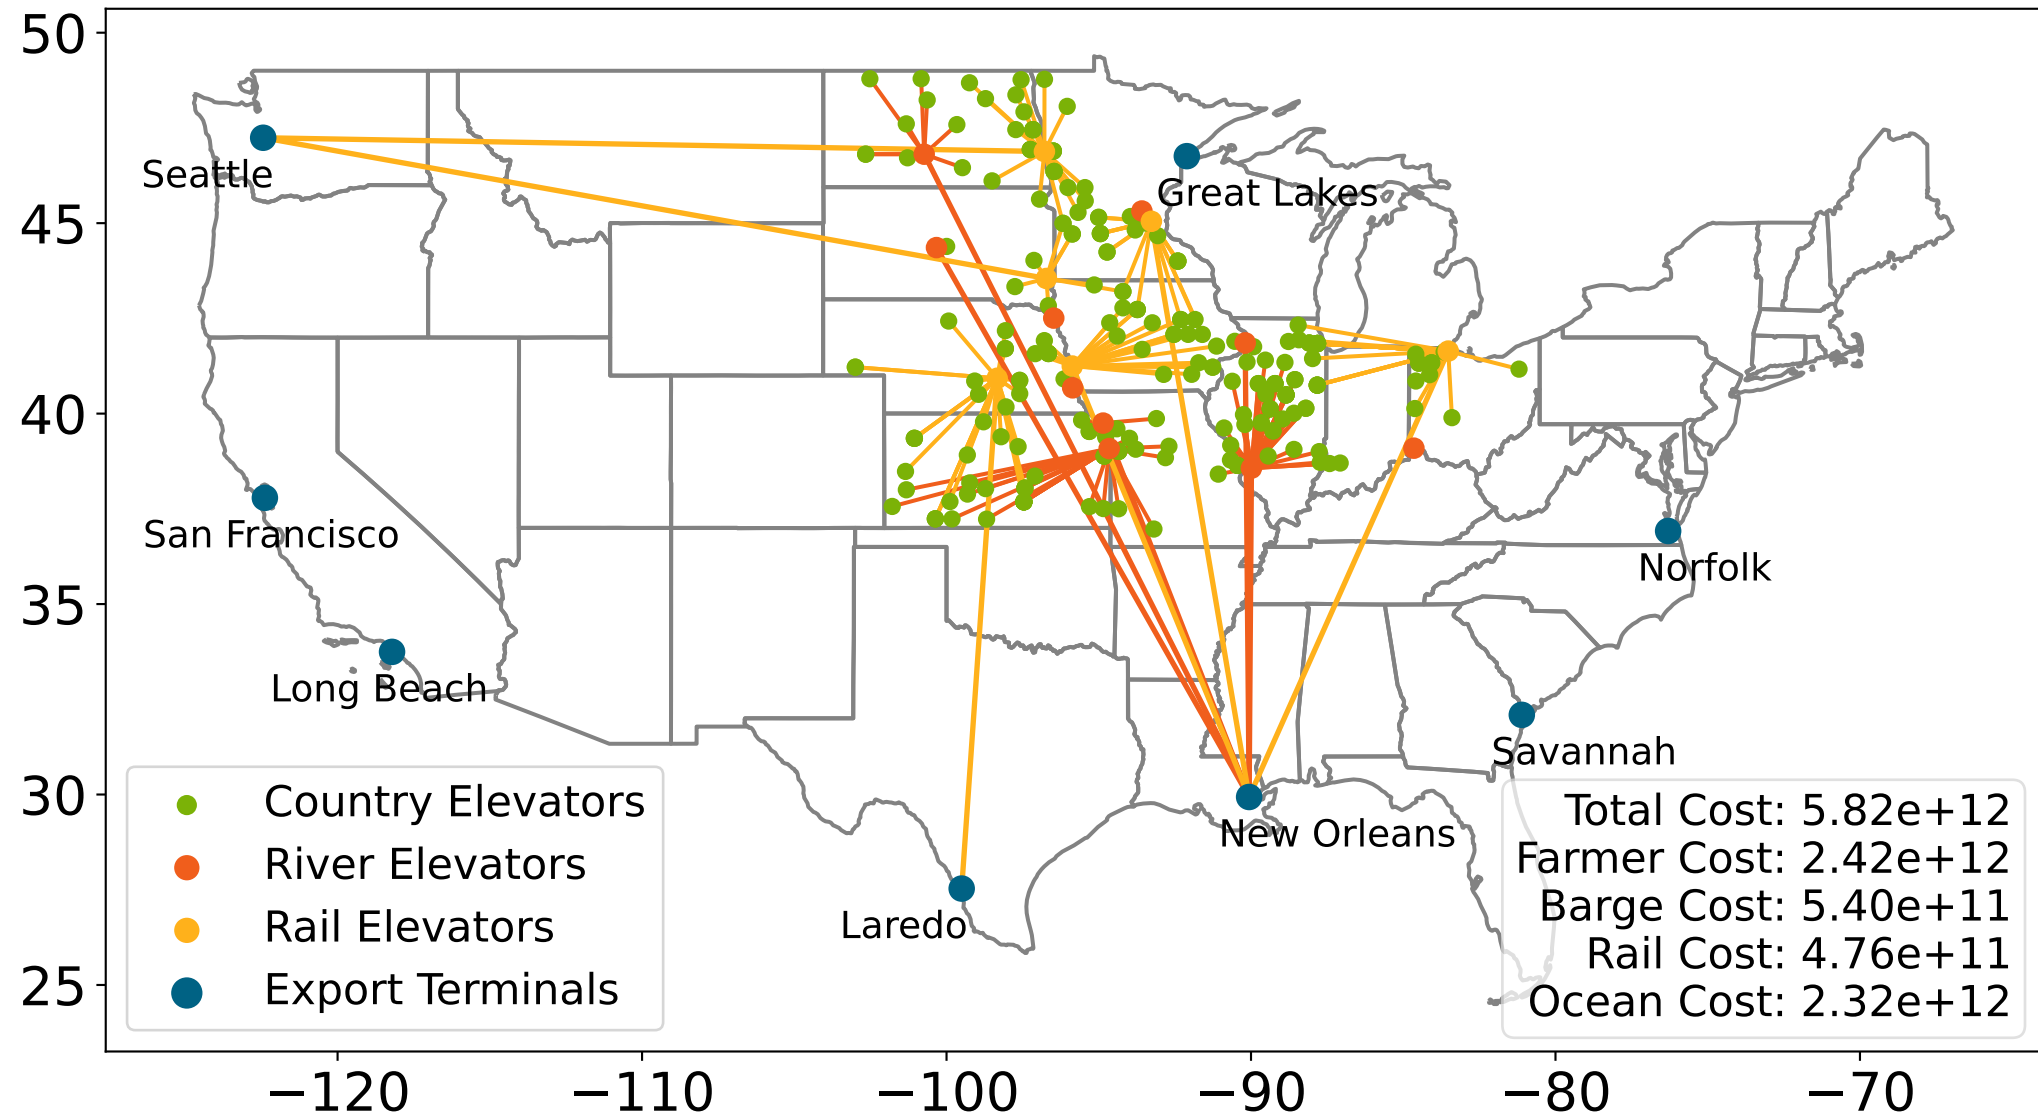 50
45
40
35
30
25
−120
−110
−100
−90
−80
−70
Seattle
Great Lakes
San Francisco
Long Beach
Norfolk
Savannah
New Orleans
Laredo
Country Elevators
River Elevators
Rail Elevators
Export Terminals
Total Cost: 5.82e+12
Farmer Cost: 2.42e+12
Barge Cost: 5.40e+11
Rail Cost: 4.76e+11
Ocean Cost: 2.32e+12